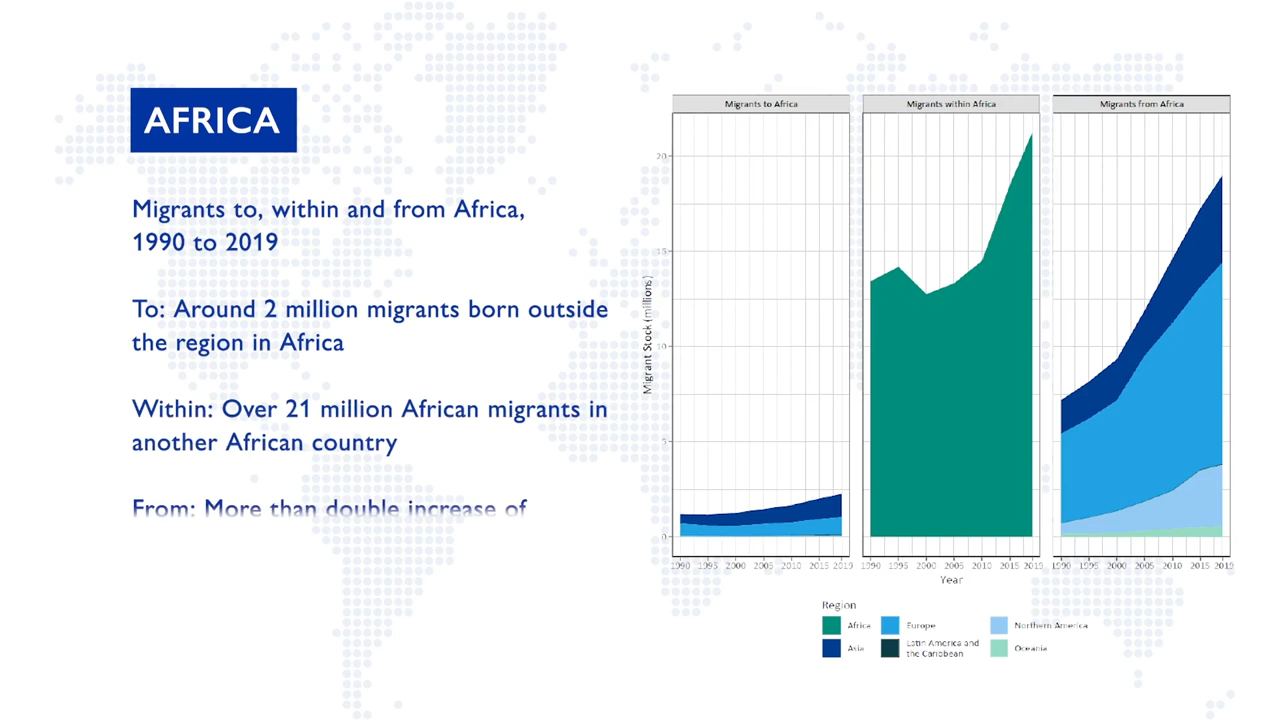 AFRICA
Migrants to, within and from Africa,
1990 to 2019
To: Around 2 million migrants born outside
the region in Africa
Within: Over 21 million African migrants in
another African country
From: More than double increase of
Migrants to Africa
Migrants within Africa
Migrants from Africa
Migrant Stock (millions)
20
15
10
5
0
1990 1995 2000 2005 2010 2015 2019
1990 1995 2000 2005 2010 2015 2019
1990 1995 2000 2005 2010 2015 2019
Year
Region
Africa
Europe
Northern America
Asia
Latin America and
the Caribbean
Oceania